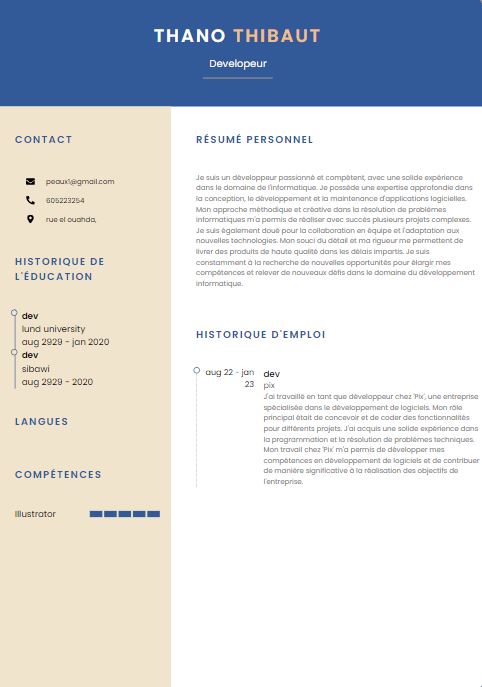 THANO THIBAUT
Developeur
CONTACT
peaux1@gmail.com
605223254
rue el ouahda,
HISTORIQUE DE
L'ÉDUCATION
dev
lund university
aug 2929 - jan 2020
dev
sibawi
aug 2929 - 2020
LANGUES
COMPÉTENCES
Illustrator
RÉSUMÉ PERSONNEL
Je suis un développeur passionné et compétent, avec une solide expérience
dans le domaine de l'informatique. Je possède une expertise approfondie dans
la conception, le développement et la maintenance d'applications logicielles.
Mon approche méthodique et créative dans la résolution de problèmes
informatiques m'a permis de réaliser avec succès plusieurs projets complexes.
Je suis également doué pour la collaboration en équipe et l'adaptation aux
nouvelles technologies. Mon souci du détail et ma rigueur me permettent de
livrer des produits de haute qualité dans les délais impartis. Je suis
constamment à la recherche de nouvelles opportunités pour élargir mes
compétences et relever de nouveaux défis dans le domaine du développement
informatique.
HISTORIQUE D'EMPLOI
aug 22 - jan
23
dev
pix
J'ai travaillé en tant que développeur chez 'Pix', une entreprise
spécialisée dans le développement de logiciels. Mon rôle
principal était de concevoir et de coder des fonctionnalités
pour différents projets. J'ai acquis une solide expérience dans
la programmation et la résolution de problèmes techniques.
Mon travail chez 'Pix' m'a permis de développer mes
compétences en développement de logiciels et de contribuer
de manière significative à la réalisation des objectifs de
l'entreprise.